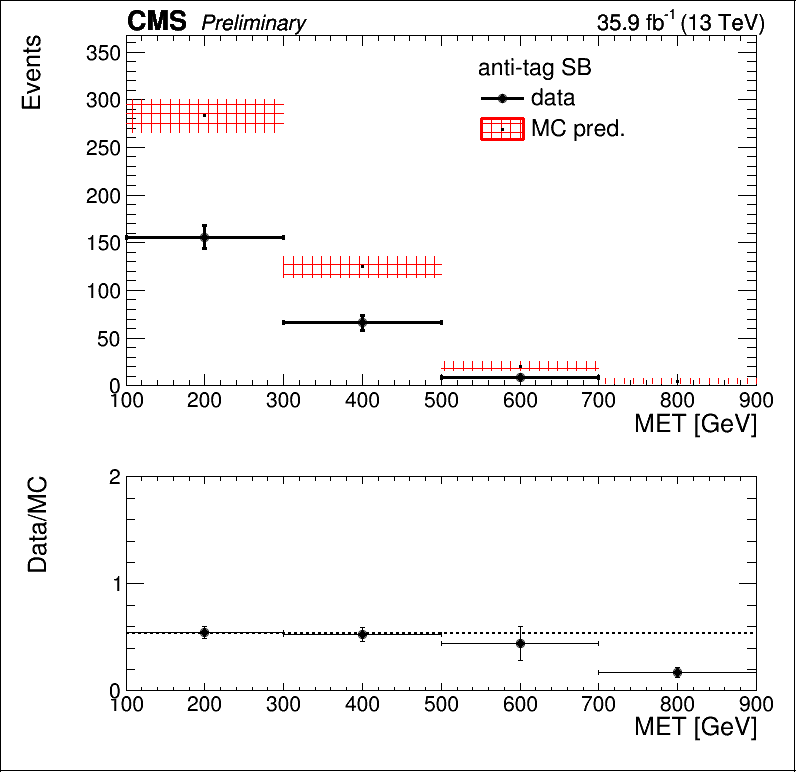 CMS Preliminary 35.9 fb⁻¹ (13 TeV)
Events
350
300
250
200
150
100
50
0
anti-tag SB
data
MC pred.
100 200 300 400 500 600 700 800 900
MET [GeV]
Data/MC
2
1
0
100 200 300 400 500 600 700 800 900
MET [GeV]